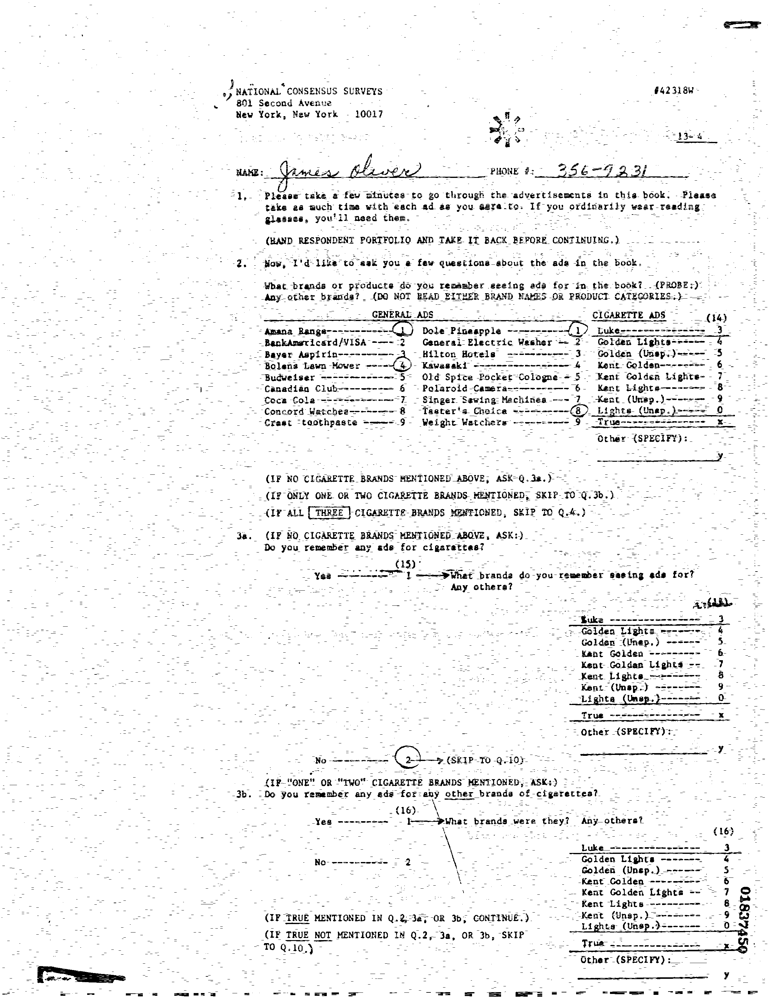 NATIONAL CONSENSUS SURVEYS #42318W
801 Second Avenue
New York, New York 10017
13-4
NAME: James Oliver PHONE #: 356-9231
1. Please take a few minutes to go through the advertisements in this book. Please
take as much time with each ad as you care to. If you ordinarily wear reading
glasses, you'll need them.
(HAND RESPONDENT PORTFOLIO AND TAKE IT BACK BEFORE CONTINUING.)
2. Now, I'd like to ask you a few questions about the ads in the book.
What brands or products do you remember seeing ads for in the book? (PROBE:)
Any other brands? (DO NOT READ EITHER BRAND NAMES OR PRODUCT CATEGORIES.)
GENERAL ADS CIGARETTE ADS (14)
Amana Range----------- 1 Dole Pineapple ---------- 1 Luke--------------- 3
BankAmericard/VISA ---- 2 General Electric Washer -- 2 Golden Lights------ 4
Bayer Aspirin--------- 3 Hilton Hotels ---------- 3 Golden (Unsp.)----- 5
Bolens Lawn Mower ----- 4 Kawasaki --------------- 4 Kent Golden-------- 6
Budweiser ------------ 5 Old Spice Pocket Cologne - 5 Kent Golden Lights- 7
Canadian Club--------- 6 Polaroid Camera--------- 6 Kent Lights-------- 8
Coca Cola ------------ 7 Singer Sewing Machines --- 7 Kent (Unsp.)------- 9
Concord Watches------- 8 Taster's Choice --------- 8 Lights (Unsp.)----- 0
Crest toothpaste ----- 9 Weight Watchers --------- 9 True--------------- x
Other (SPECIFY):
y
(IF NO CIGARETTE BRANDS MENTIONED ABOVE, ASK Q.3a.)
(IF ONLY ONE OR TWO CIGARETTE BRANDS MENTIONED, SKIP TO Q.3b.)
(IF ALL THREE CIGARETTE BRANDS MENTIONED, SKIP TO Q.4.)
3a. (IF NO CIGARETTE BRANDS MENTIONED ABOVE, ASK:)
Do you remember any ads for cigarettes?
(15)
Yes --------- 1 What brands do you remember seeing ads for?
Any others?
Luke --------------- 3
Golden Lights ------- 4
Golden (Unsp.) ------ 5
Kent Golden --------- 6
Kent Golden Lights -- 7
Kent Lights --------- 8
Kent (Unsp.) -------- 9
Lights (Unsp.)------- 0
True ---------------- x
Other (SPECIFY):
y
No --------- 2 (SKIP TO Q.10)
(IF "ONE" OR "TWO" CIGARETTE BRANDS MENTIONED, ASK:)
3b. Do you remember any ads for any other brands of cigarettes?
(16)
Yes --------- 1 What brands were they? Any others?
(16)
Luke ---------------- 3
No ---------- 2 Golden Lights ------- 4
Golden (Unsp.) ------ 5
Kent Golden --------- 6
Kent Golden Lights -- 7
Kent Lights --------- 8
(IF TRUE MENTIONED IN Q.2, 3a, OR 3b, CONTINUE.) Kent (Unsp.) -------- 9
Lights (Unsp.)------- 0
(IF TRUE NOT MENTIONED IN Q.2, 3a, OR 3b, SKIP
TO Q.10.) True ---------------- x
Other (SPECIFY):
y
01837450